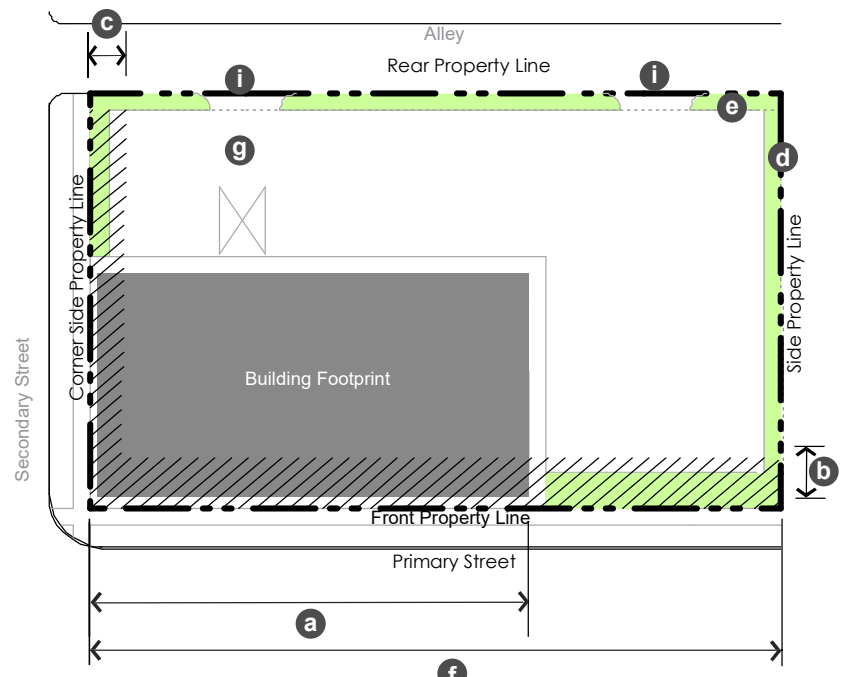 c
Alley
Rear Property Line
i
i
e
g
d
Corner Side Property Line
Side Property Line
Secondary Street
Building Footprint
b
Front Property Line
Primary Street
a
f